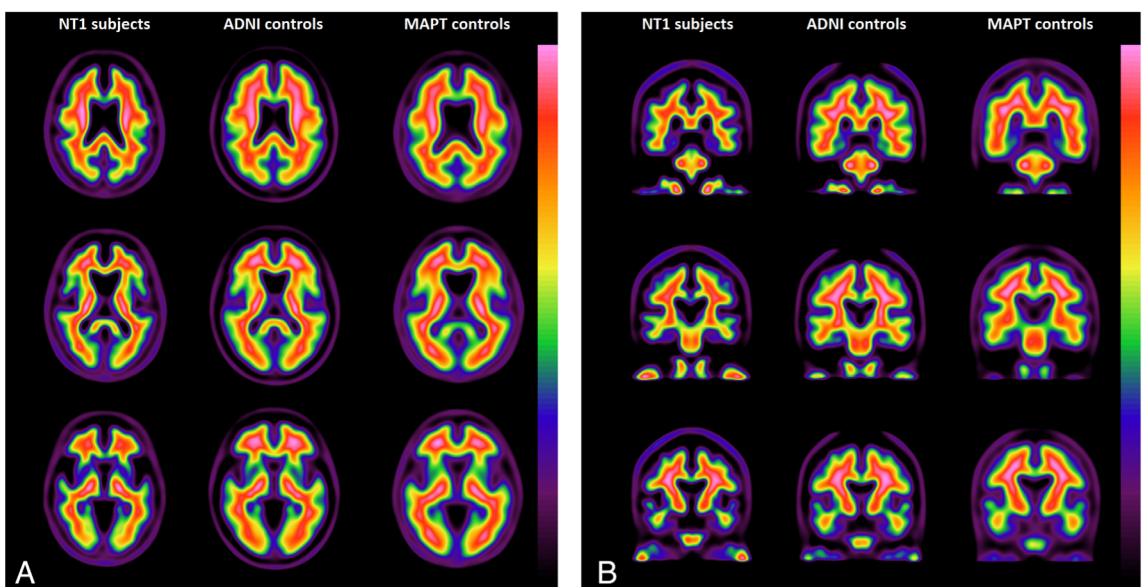 NT1 subjects ADNI controls MAPT controls
A
NT1 subjects ADNI controls MAPT controls
B